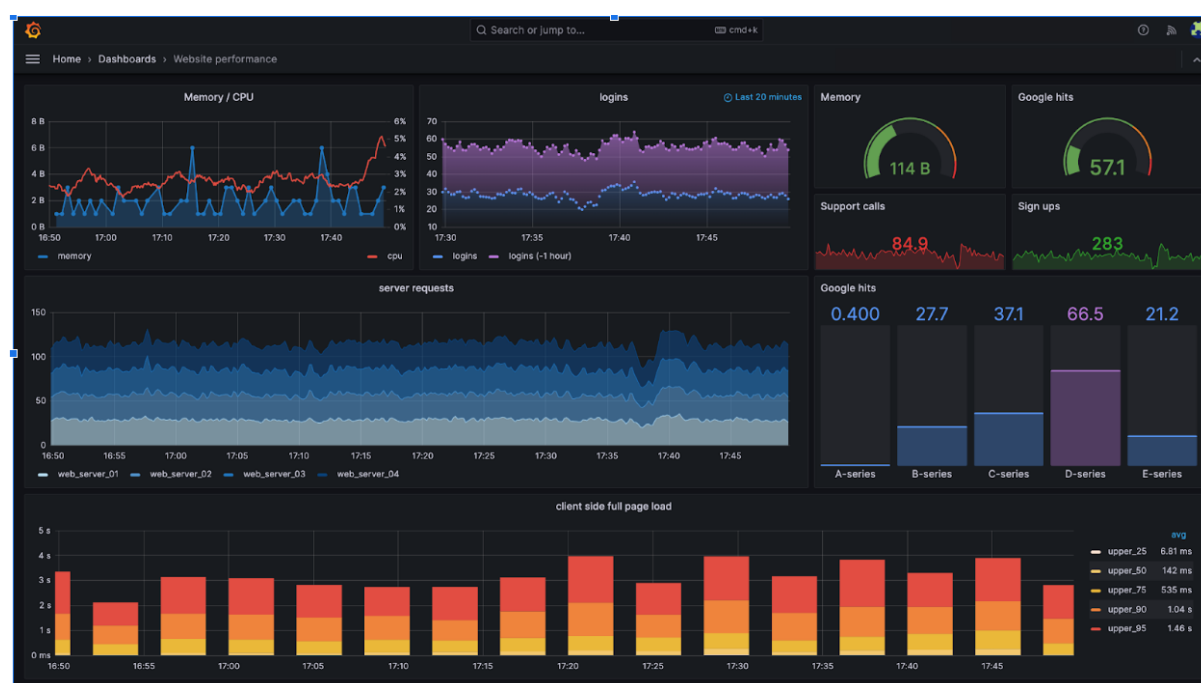 Search or jump to... cmd+k
Home › Dashboards › Website performance
Memory / CPU
8 B
6 B
4 B
2 B
0 B
6%
5%
4%
3%
2%
1%
0%
16:50 17:00 17:10 17:20 17:30 17:40
memory cpu
logins Last 20 minutes
70
60
50
40
30
20
10
17:30 17:35 17:40 17:45
logins logins (-1 hour)
Memory
114 B
Google hits
57.1
Support calls
84.9
Sign ups
283
server requests
150
100
50
0
16:50 16:55 17:00 17:05 17:10 17:15 17:20 17:25 17:30 17:35 17:40 17:45
web_server_01 web_server_02 web_server_03 web_server_04
Google hits
0.400 27.7 37.1 66.5 21.2
A-series B-series C-series D-series E-series
client side full page load
5 s
4 s
3 s
2 s
1 s
0 ms
16:50 16:55 17:00 17:05 17:10 17:15 17:20 17:25 17:30 17:35 17:40 17:45
avg
upper_25 6.81 ms
upper_50 142 ms
upper_75 535 ms
upper_90 1.04 s
upper_95 1.46 s